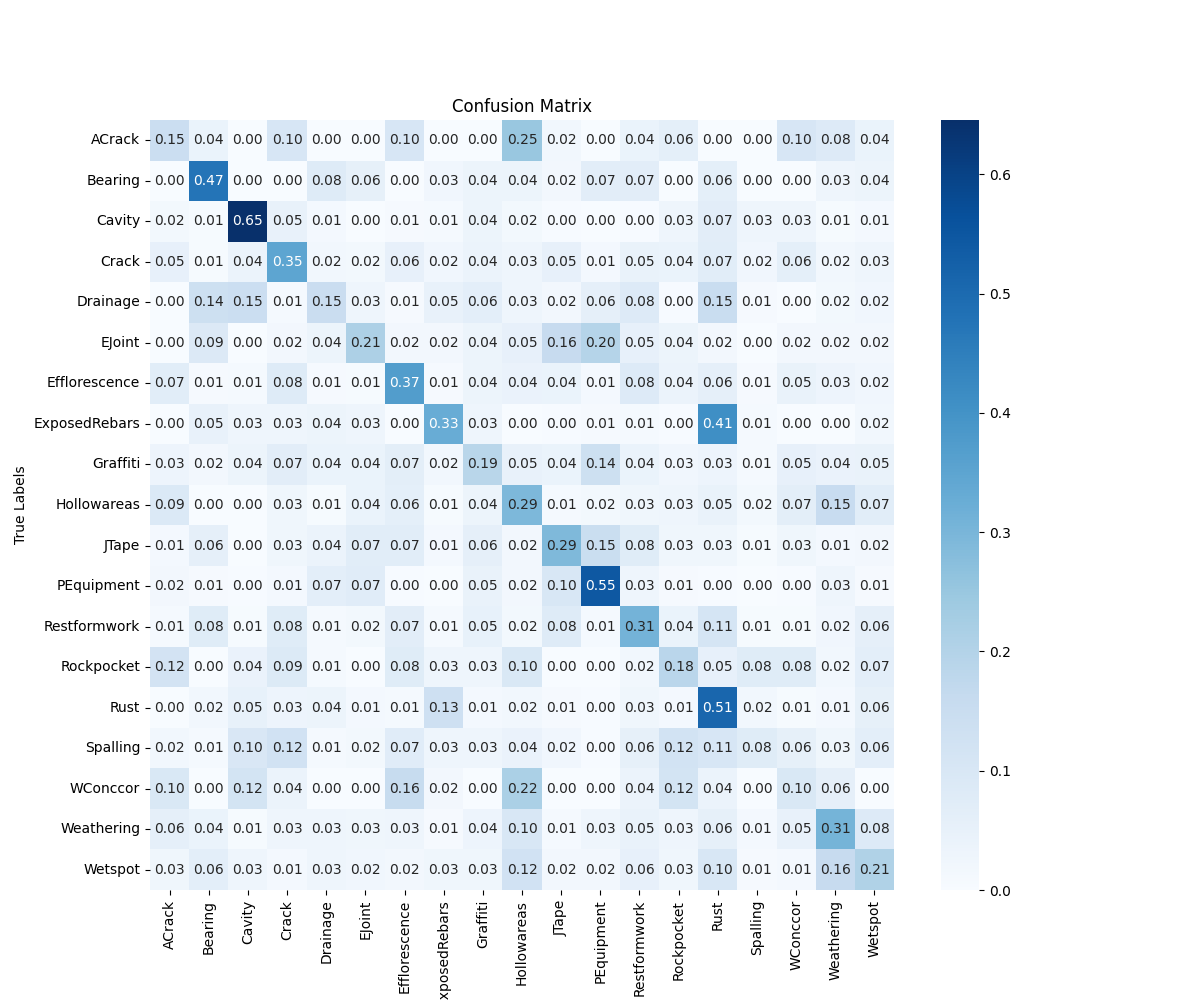 Confusion Matrix
ACrack 0.15 0.04 0.00 0.10 0.00 0.00 0.10 0.00 0.00 0.25 0.02 0.00 0.04 0.06 0.00 0.00 0.10 0.08 0.04
Bearing 0.00 0.47 0.00 0.00 0.08 0.06 0.00 0.03 0.04 0.04 0.02 0.07 0.07 0.00 0.06 0.00 0.00 0.03 0.04
Cavity 0.02 0.01 0.65 0.05 0.01 0.00 0.01 0.01 0.04 0.02 0.00 0.00 0.00 0.03 0.07 0.03 0.03 0.01 0.01
Crack 0.05 0.01 0.04 0.35 0.02 0.02 0.06 0.02 0.04 0.03 0.05 0.01 0.05 0.04 0.07 0.02 0.06 0.02 0.03
Drainage 0.00 0.14 0.15 0.01 0.15 0.03 0.01 0.05 0.06 0.03 0.02 0.06 0.08 0.00 0.15 0.01 0.00 0.02 0.02
EJoint 0.00 0.09 0.00 0.02 0.04 0.21 0.02 0.02 0.04 0.05 0.16 0.20 0.05 0.04 0.02 0.00 0.02 0.02 0.02
Efflorescence 0.07 0.01 0.01 0.08 0.01 0.01 0.37 0.01 0.04 0.04 0.04 0.01 0.08 0.04 0.06 0.01 0.05 0.03 0.02
ExposedRebars 0.00 0.05 0.03 0.03 0.04 0.03 0.00 0.33 0.03 0.00 0.00 0.01 0.01 0.00 0.41 0.01 0.00 0.00 0.02
Graffiti 0.03 0.02 0.04 0.07 0.04 0.04 0.07 0.02 0.19 0.05 0.04 0.14 0.04 0.03 0.03 0.01 0.05 0.04 0.05
Hollowareas 0.09 0.00 0.00 0.03 0.01 0.04 0.06 0.01 0.04 0.29 0.01 0.02 0.03 0.03 0.05 0.02 0.07 0.15 0.07
JTape 0.01 0.06 0.00 0.03 0.04 0.07 0.07 0.01 0.06 0.02 0.29 0.15 0.08 0.03 0.03 0.01 0.03 0.01 0.02
PEquipment 0.02 0.01 0.00 0.01 0.07 0.07 0.00 0.00 0.05 0.02 0.10 0.55 0.03 0.01 0.00 0.00 0.00 0.03 0.01
Restformwork 0.01 0.08 0.01 0.08 0.01 0.02 0.07 0.01 0.05 0.02 0.08 0.01 0.31 0.04 0.11 0.01 0.01 0.02 0.06
Rockpocket 0.12 0.00 0.04 0.09 0.01 0.00 0.08 0.03 0.03 0.10 0.00 0.00 0.02 0.18 0.05 0.08 0.08 0.02 0.07
Rust 0.00 0.02 0.05 0.03 0.04 0.01 0.01 0.13 0.01 0.02 0.01 0.00 0.03 0.01 0.51 0.02 0.01 0.01 0.06
Spalling 0.02 0.01 0.10 0.12 0.01 0.02 0.07 0.03 0.03 0.04 0.02 0.00 0.06 0.12 0.11 0.08 0.06 0.03 0.06
WConccor 0.10 0.00 0.12 0.04 0.00 0.00 0.16 0.02 0.00 0.22 0.00 0.00 0.04 0.12 0.04 0.00 0.10 0.06 0.00
Weathering 0.06 0.04 0.01 0.03 0.03 0.03 0.03 0.01 0.04 0.10 0.01 0.03 0.05 0.03 0.06 0.01 0.05 0.31 0.08
Wetspot 0.03 0.06 0.03 0.01 0.03 0.02 0.02 0.03 0.03 0.12 0.02 0.02 0.06 0.03 0.10 0.01 0.01 0.16 0.21
True Labels
ACrack Bearing Cavity Crack Drainage EJoint Efflorescence xposedRebars Graffiti Hollowareas JTape PEquipment Restformwork Rockpocket Rust Spalling WConccor Weathering Wetspot
0.6
0.5
0.4
0.3
0.2
0.1
0.0